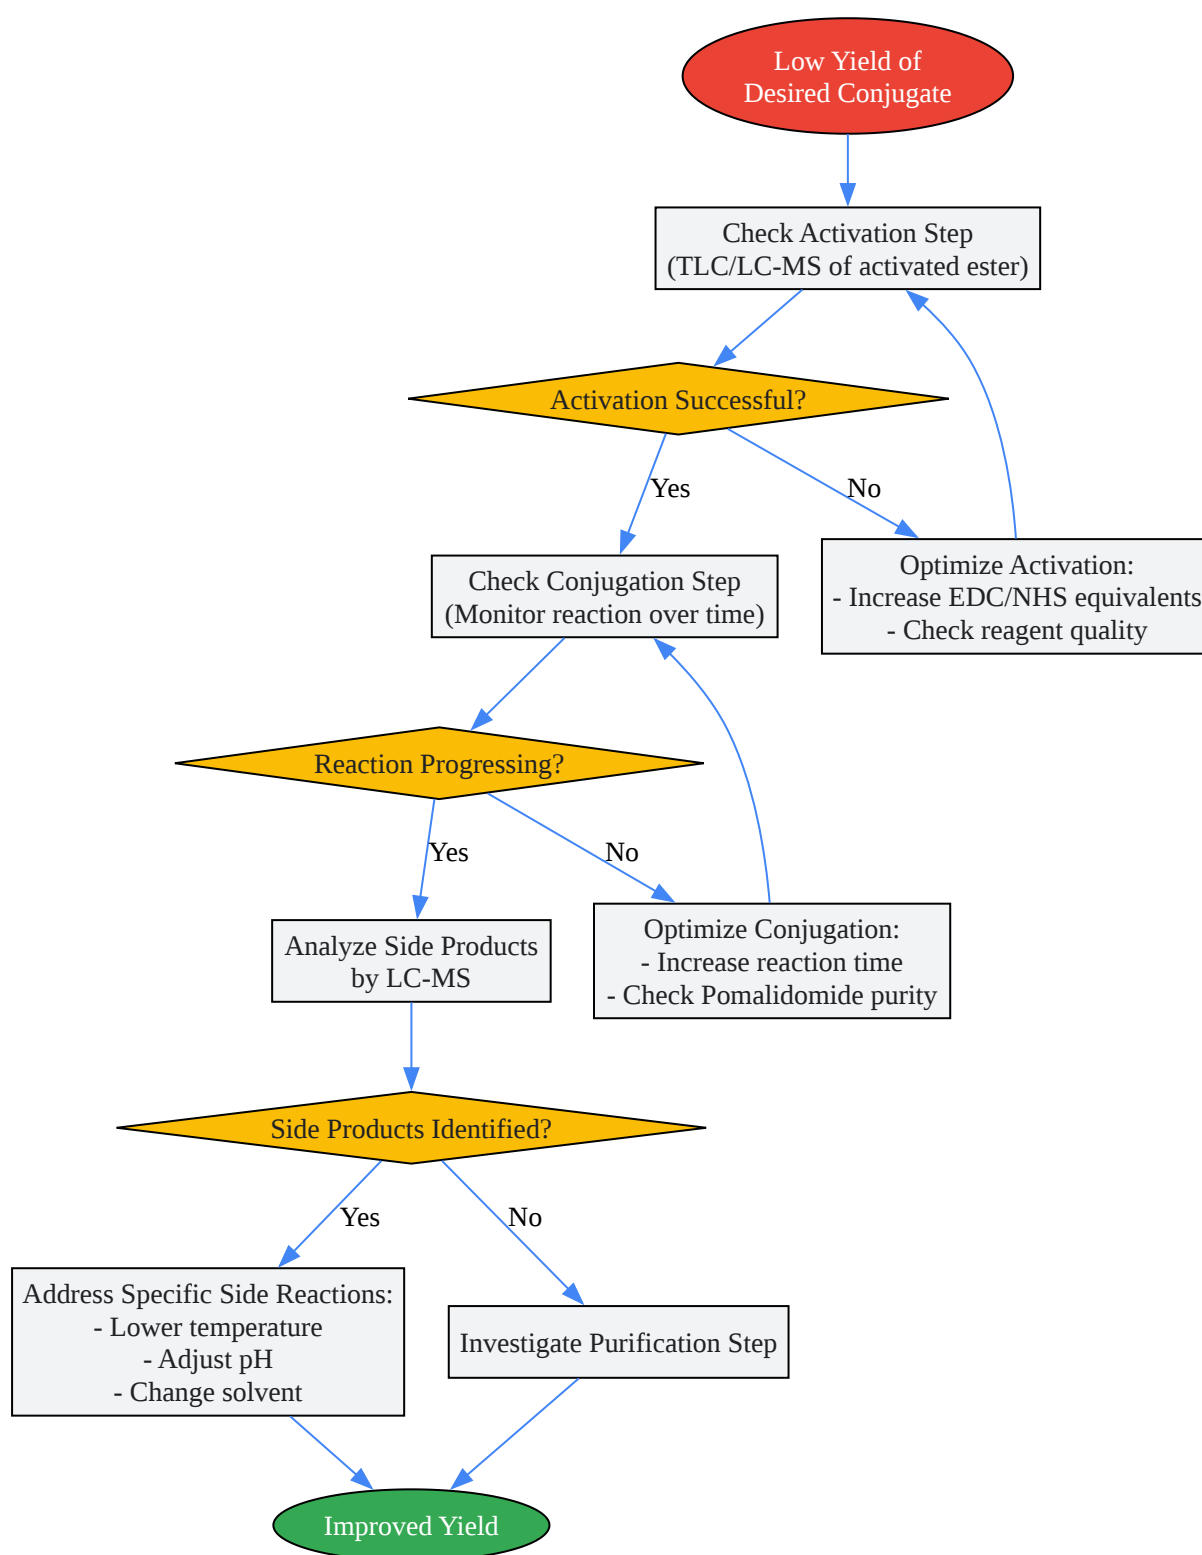 Low Yield of
Desired Conjugate
Check Activation Step
(TLC/LC-MS of activated ester)
Activation Successful?
Yes
No
Check Conjugation Step
(Monitor reaction over time)
Optimize Activation:
- Increase EDC/NHS equivalents
- Check reagent quality
Reaction Progressing?
Yes
No
Analyze Side Products
by LC-MS
Optimize Conjugation:
- Increase reaction time
- Check Pomalidomide purity
Side Products Identified?
Yes
No
Address Specific Side Reactions:
- Lower temperature
- Adjust pH
- Change solvent
Investigate Purification Step
Improved Yield